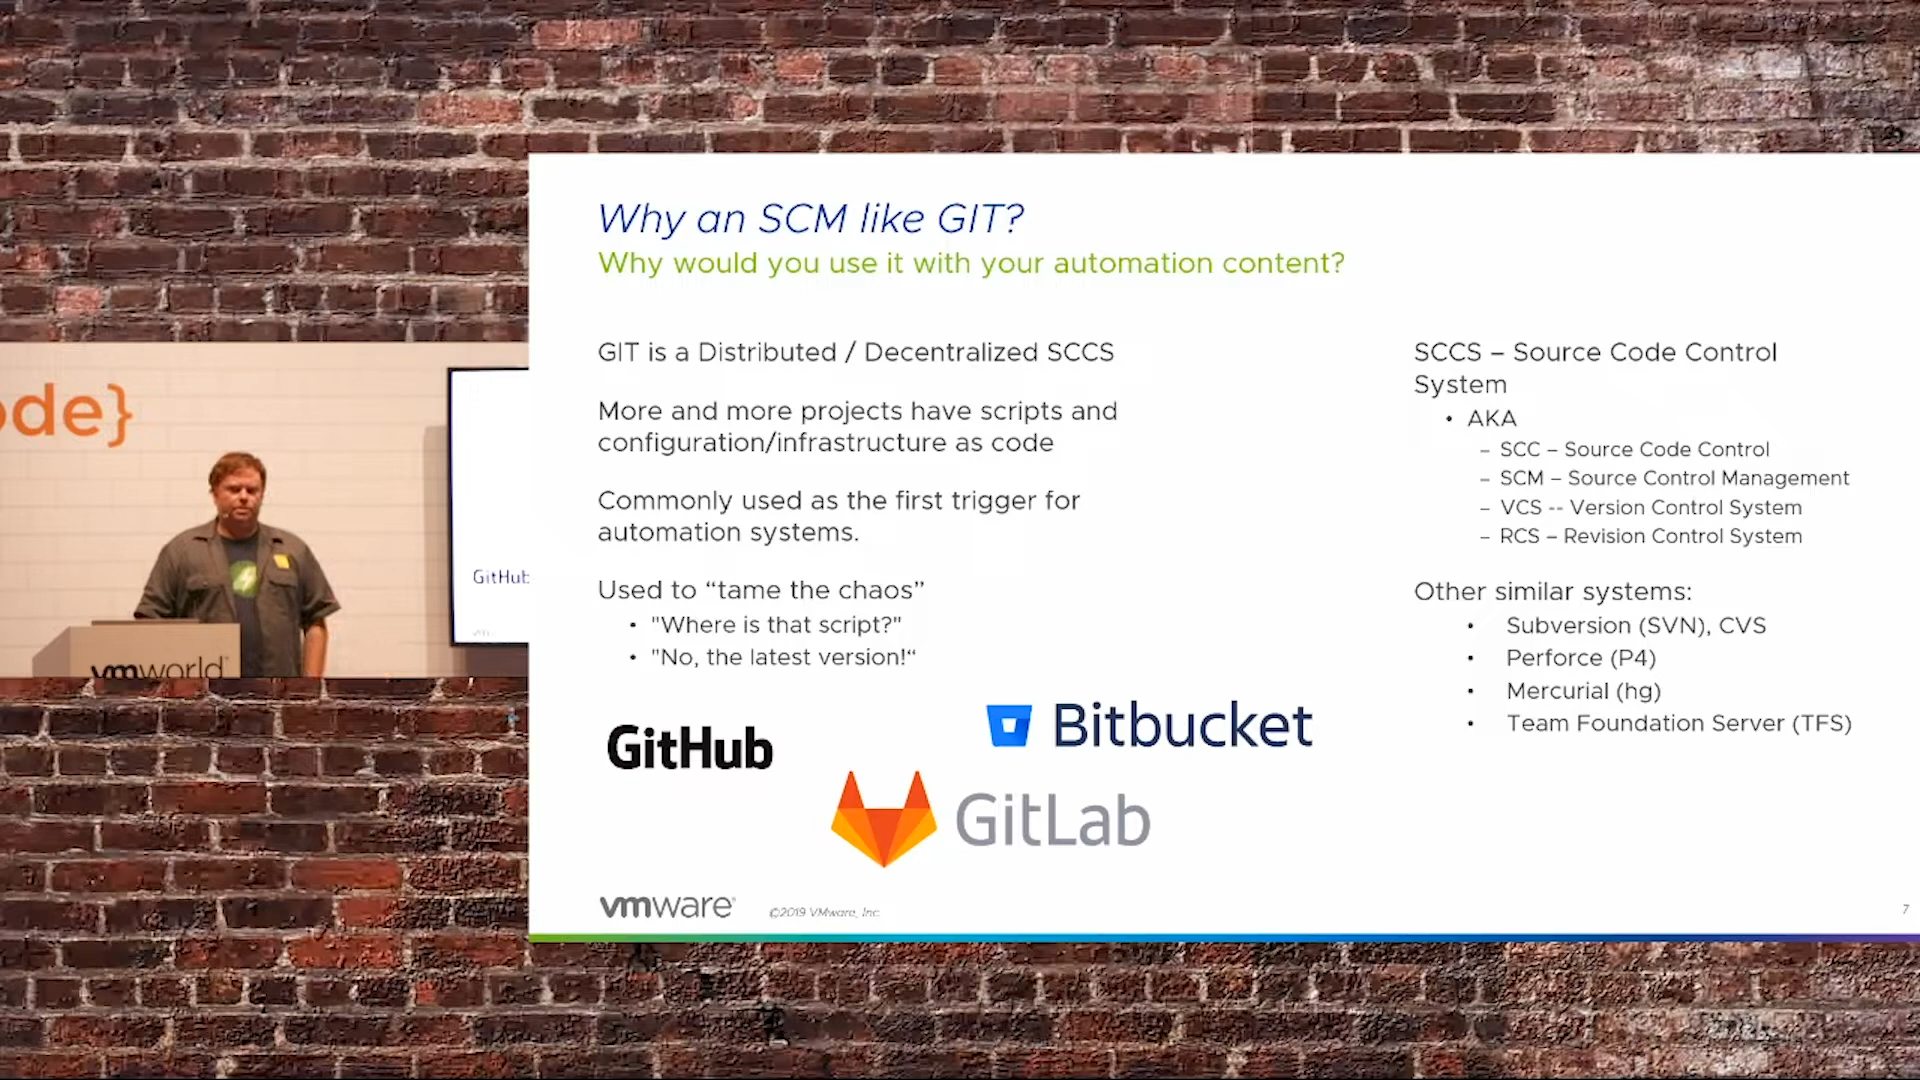 ode}
GitHub
vmworld
Why an SCM like GIT?
Why would you use it with your automation content?
GIT is a Distributed / Decentralized SCCS
More and more projects have scripts and
configuration/infrastructure as code
Commonly used as the first trigger for
automation systems.
Used to “tame the chaos”
• "Where is that script?"
• "No, the latest version!“
GitHub
Bitbucket
GitLab
SCCS – Source Code Control
System
• AKA
– SCC – Source Code Control
– SCM – Source Control Management
– VCS -- Version Control System
– RCS – Revision Control System
Other similar systems:
• Subversion (SVN), CVS
• Perforce (P4)
• Mercurial (hg)
• Team Foundation Server (TFS)
vmware
©2019 VMware, Inc.
7